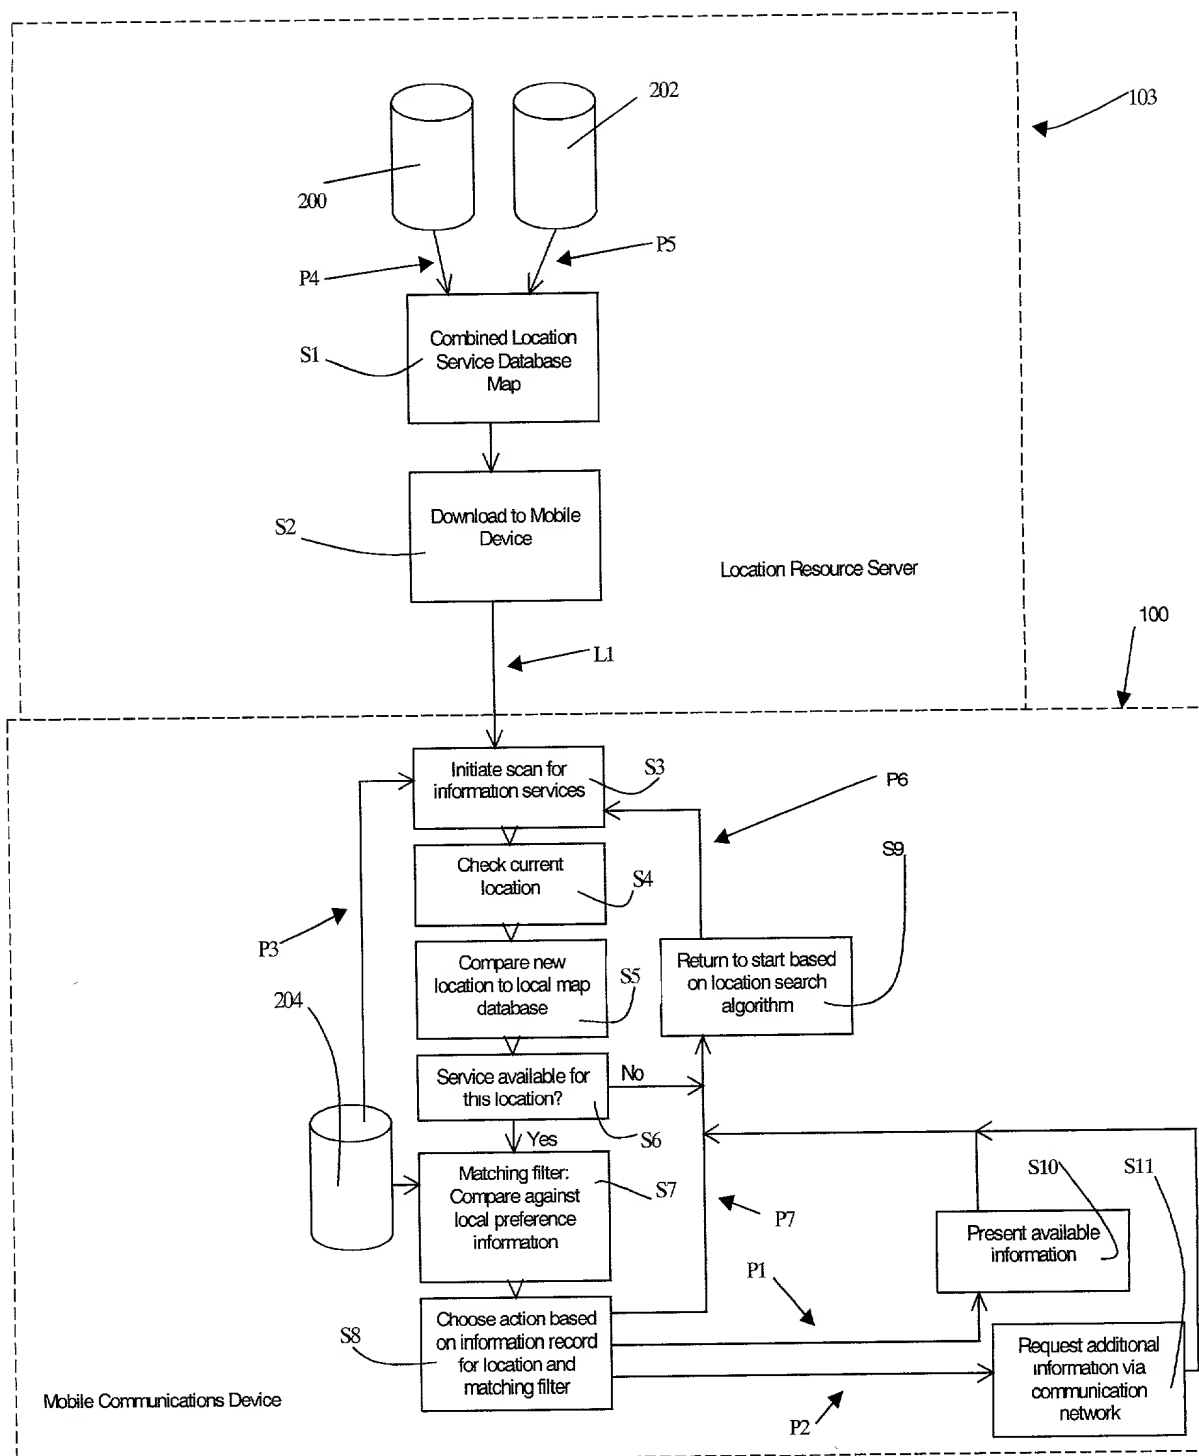 202
103
200
P4
P5
Combined Location
Service Database
Map
S1
Download to Mobile
Device
S2
Location Resource Server
100
L1
Initiate scan for
information services
S3
P6
Check current
location
S4
S9
P3
Compare new
location to local map
database
S5
Return to start based
on location search
algorithm
204
Service available for
this location?
No
S6
Yes
S10
S11
Matching filter:
Compare against
local preference
information
S7
P7
Present available
information
P1
Choose action based
on information record
for location and
matching filter
S8
Request additional
information via
communication
network
Mobile Communications Device
P2